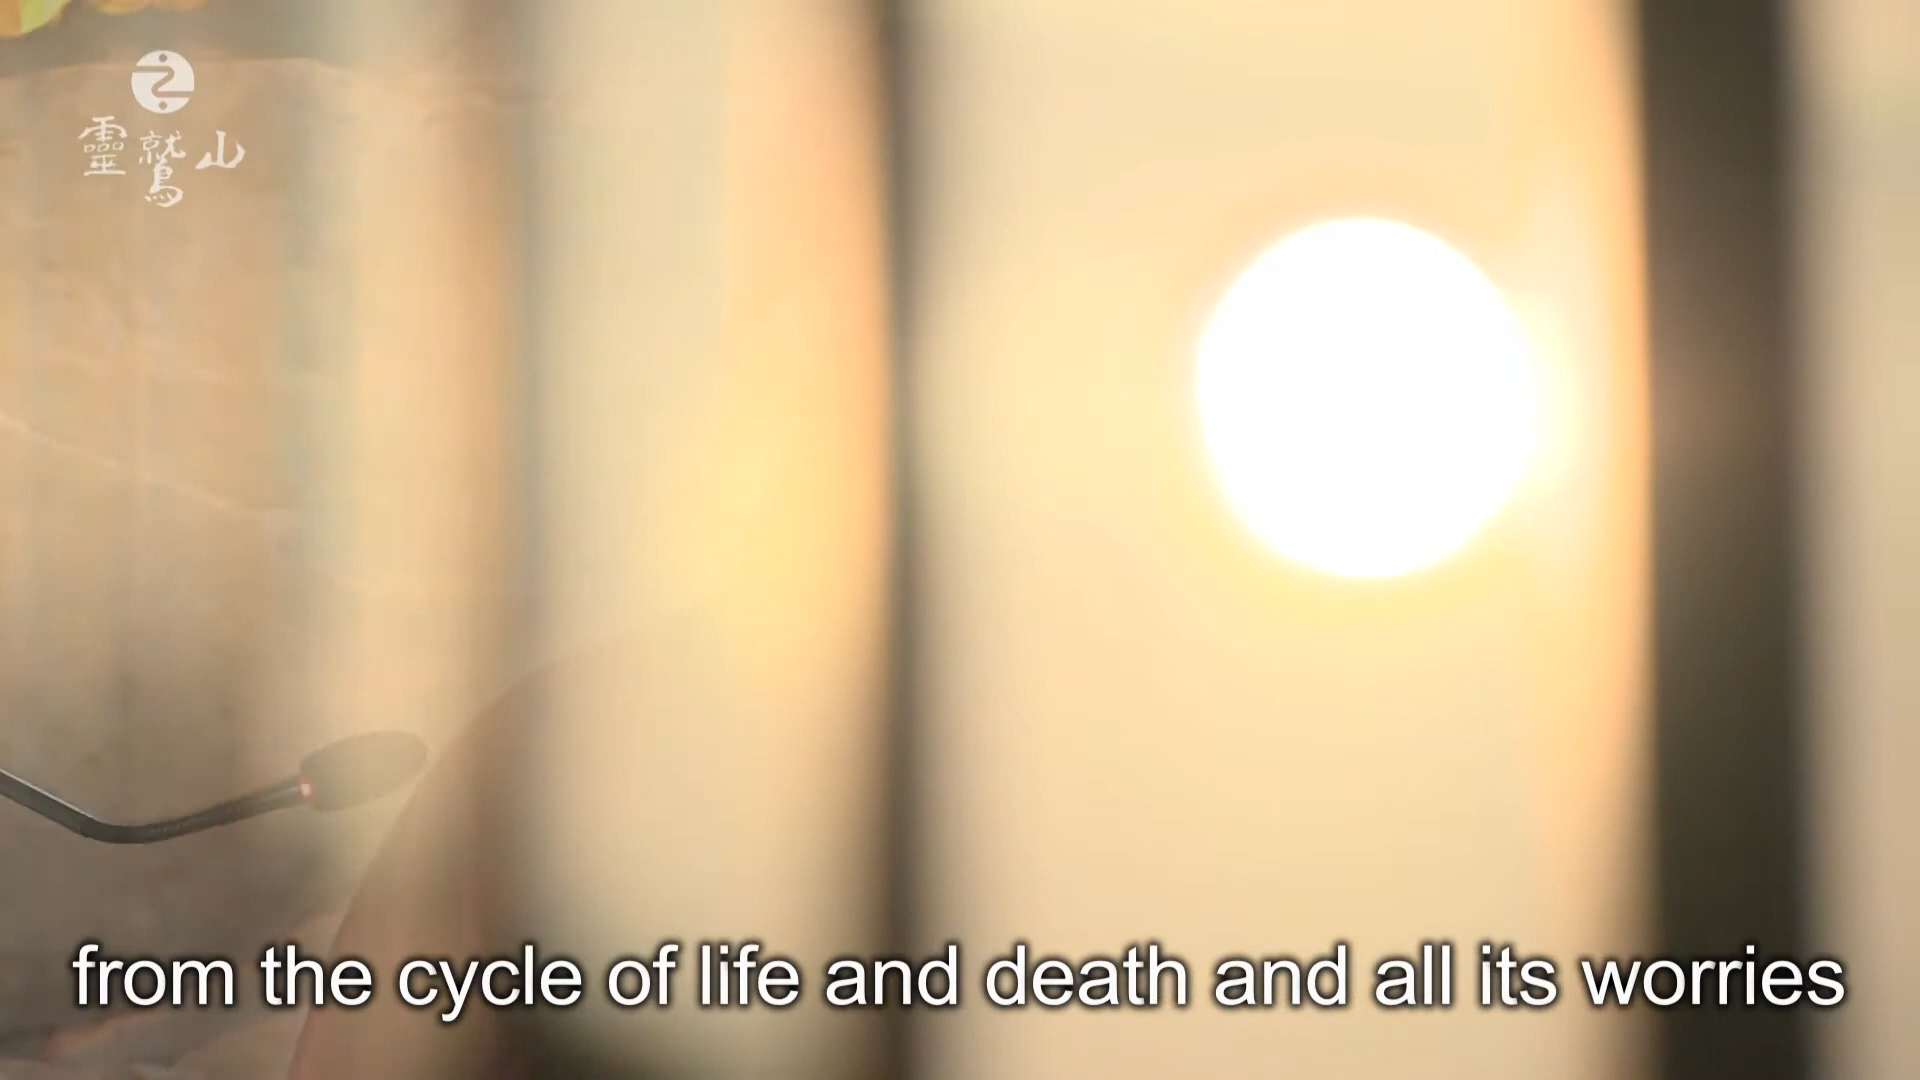 靈鷲山
from the cycle of life and death and all its worries